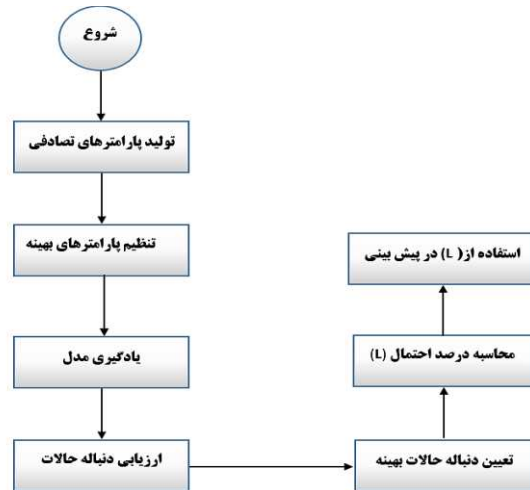 شروع
تولید پارامترهای تصادفی
تنظیم پارامترهای بهینه
یادگیری مدل
ارزیابی دنباله حالات
تعیین دنباله حالات بهینه
محاسبه درصد احتمال (L)
استفاده از( L) در پیش بینی